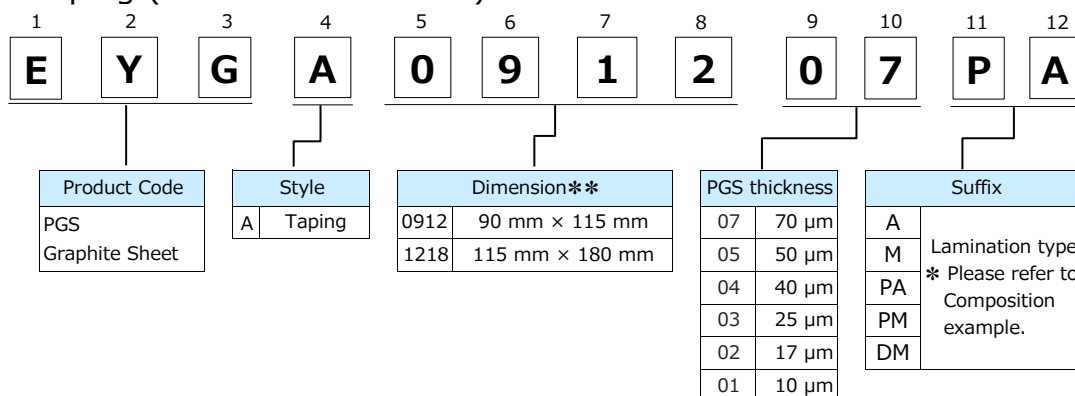 1 2 3 4 5 6 7 8 9 10 11 12
E Y G A 0 9 1 2 0 7 P A
Product Code
PGS
Graphite Sheet
Style
A Taping
Dimension✱✱
0912 90 mm × 115 mm
1218 115 mm × 180 mm
PGS thickness
07 70 µm
05 50 µm
04 40 µm
03 25 µm
02 17 µm
01 10 µm
Suffix
A
M
PA
PM
DM
Lamination type
✱ Please refer to
Composition
example.